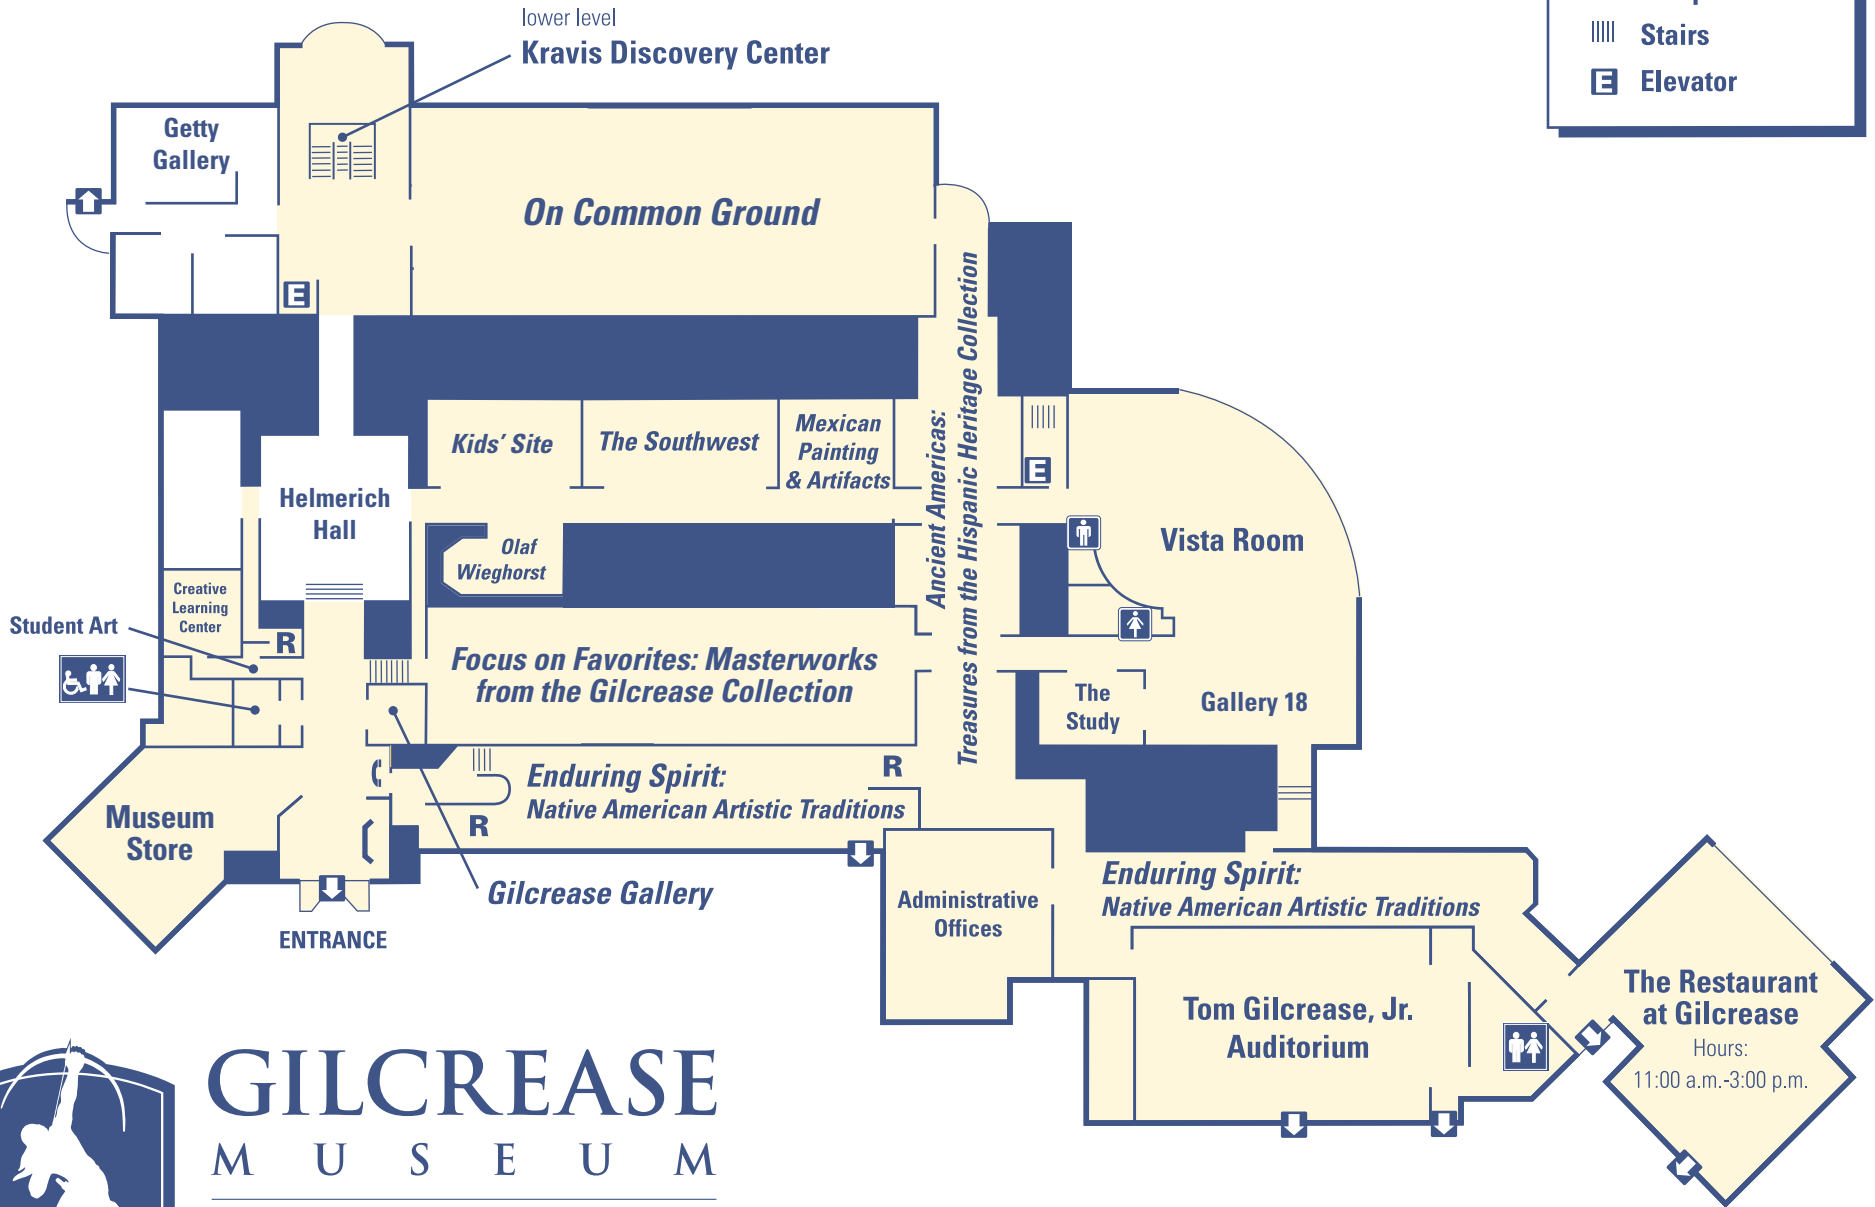 lower level
Kravis Discovery Center
Stairs
E Elevator
Getty
Gallery
On Common Ground
E
Kids' Site
The Southwest
Mexican
Painting
& Artifacts
Ancient Americas:
Treasures from the Hispanic Heritage Collection
E
Helmerich
Hall
Olaf
Wieghorst
Vista Room
Creative
Learning
Center
Student Art
R
Focus on Favorites: Masterworks
from the Gilcrease Collection
The
Study
Gallery 18
Museum
Store
Enduring Spirit:
Native American Artistic Traditions
R
R
Gilcrease Gallery
ENTRANCE
Administrative
Offices
Enduring Spirit:
Native American Artistic Traditions
Tom Gilcrease, Jr.
Auditorium
The Restaurant
at Gilcrease
Hours:
11:00 a.m.-3:00 p.m.
GILCREASE
MUSEUM